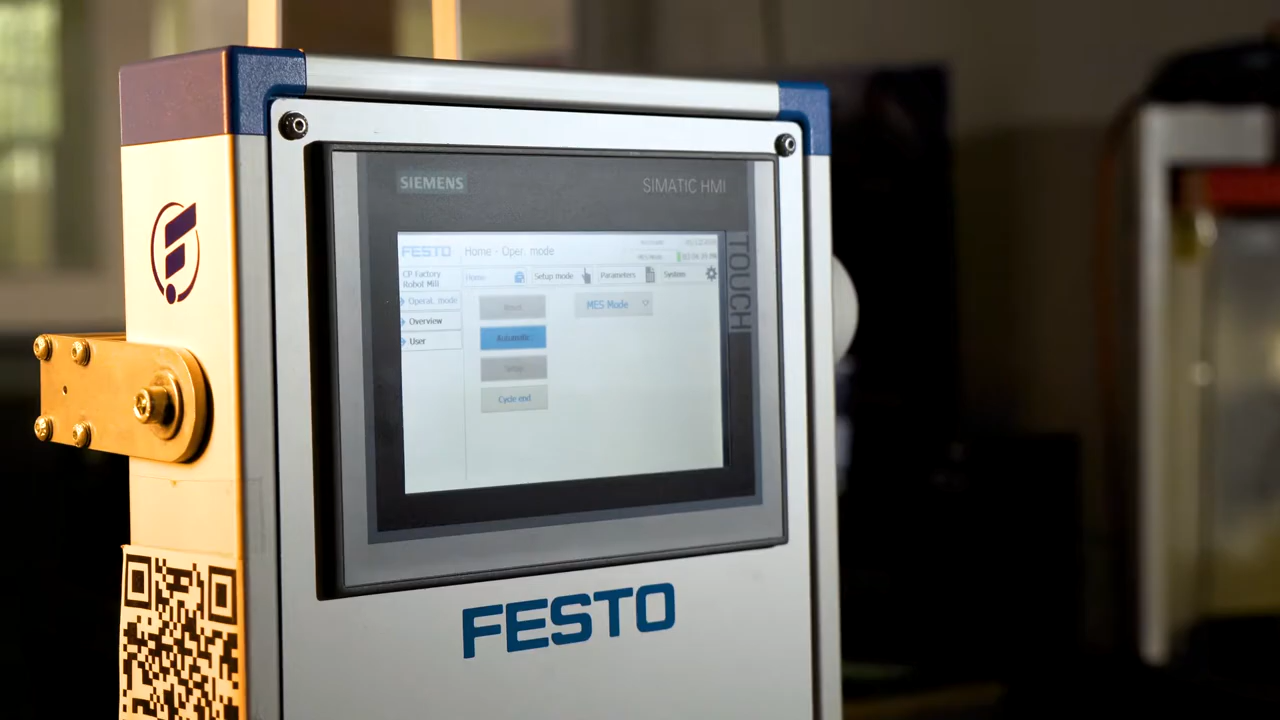 SIEMENS
SIMATIC HMI
TOUCH
FESTO
Home - Oper. mode
CP-Factory
Robot Mill
Home
Setup mode
Parameters
System
Operat. mode
Overview
User
MES Mode
Automatic
Setup
Cycle end
FESTO